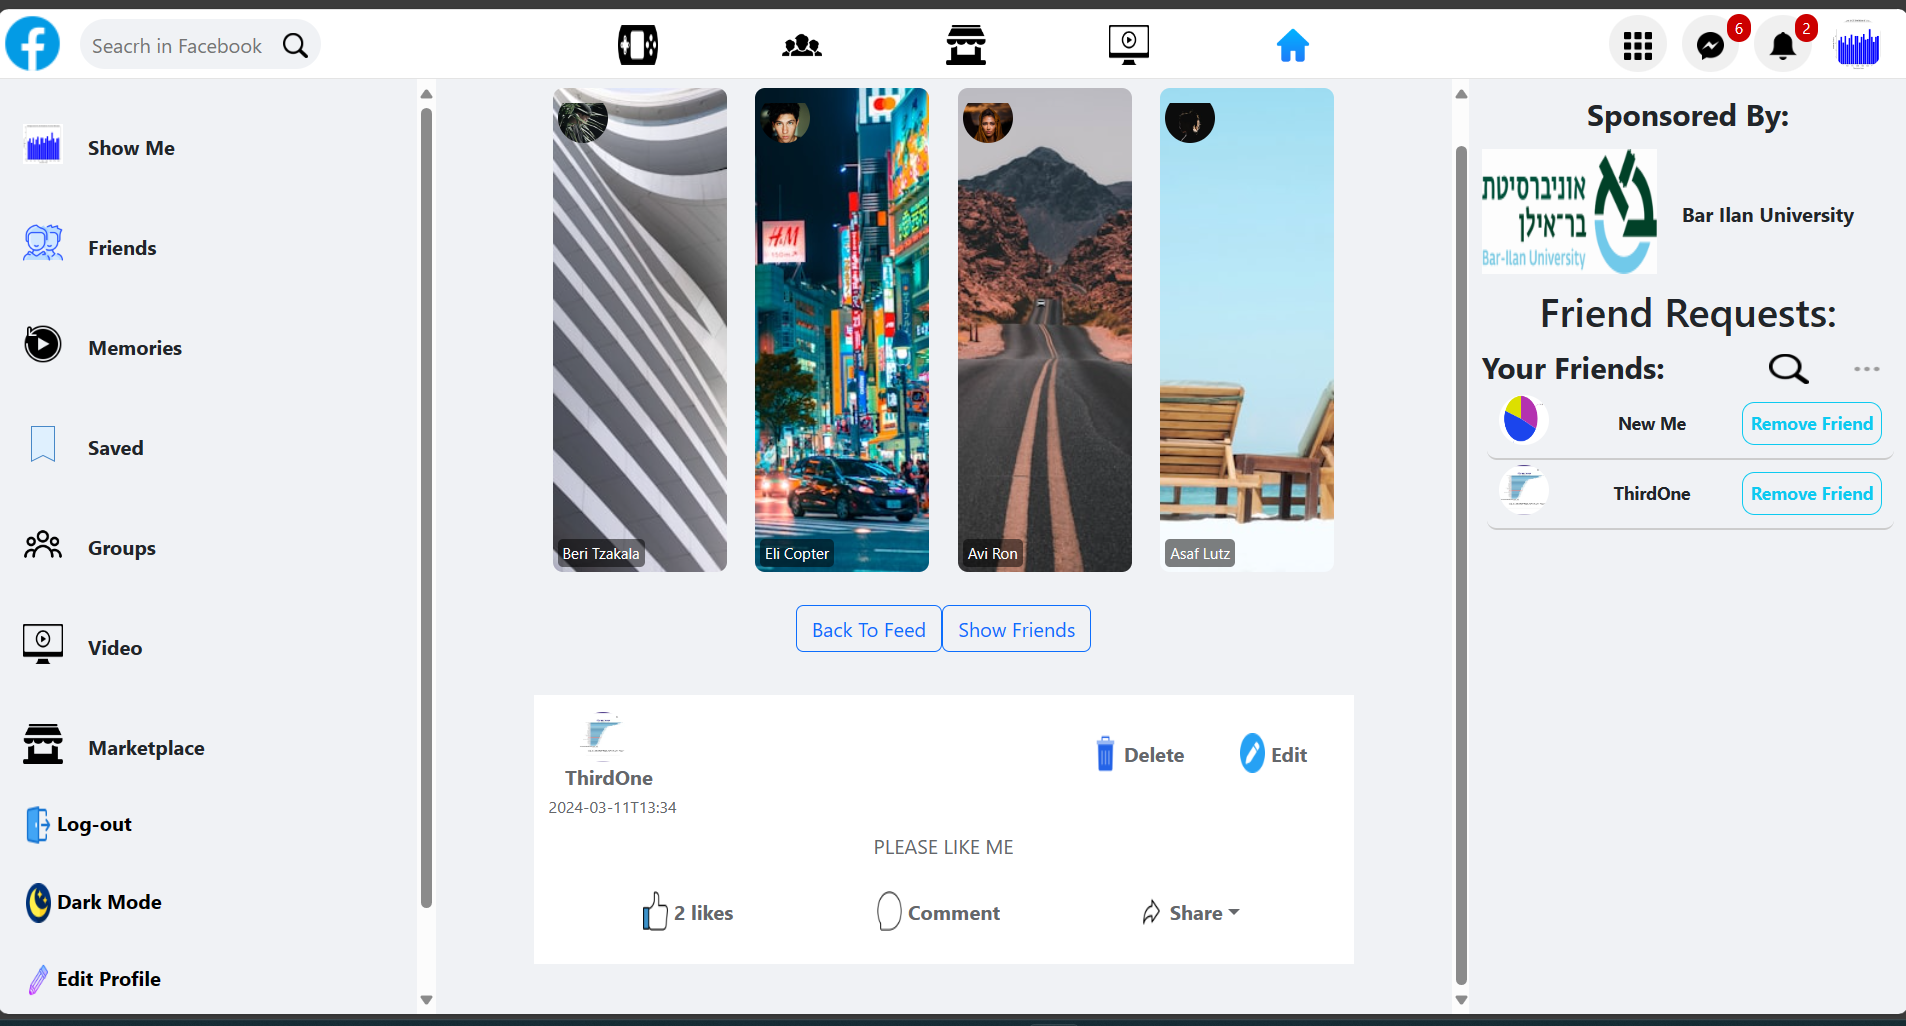 Seacrh in Facebook
6
2
Show Me
Friends
Memories
Saved
Groups
Video
Marketplace
Log-out
Dark Mode
Edit Profile
H&M
Beri Tzakala
Eli Copter
Avi Ron
Asaf Lutz
Back To Feed
Show Friends
ThirdOne
2024-03-11T13:34
Delete
Edit
PLEASE LIKE ME
2 likes
Comment
Share
Sponsored By:
אוניברסיטת
בר-אילן
Bar-Ilan University
Bar Ilan University
Friend Requests:
Your Friends:
New Me
Remove Friend
ThirdOne
Remove Friend